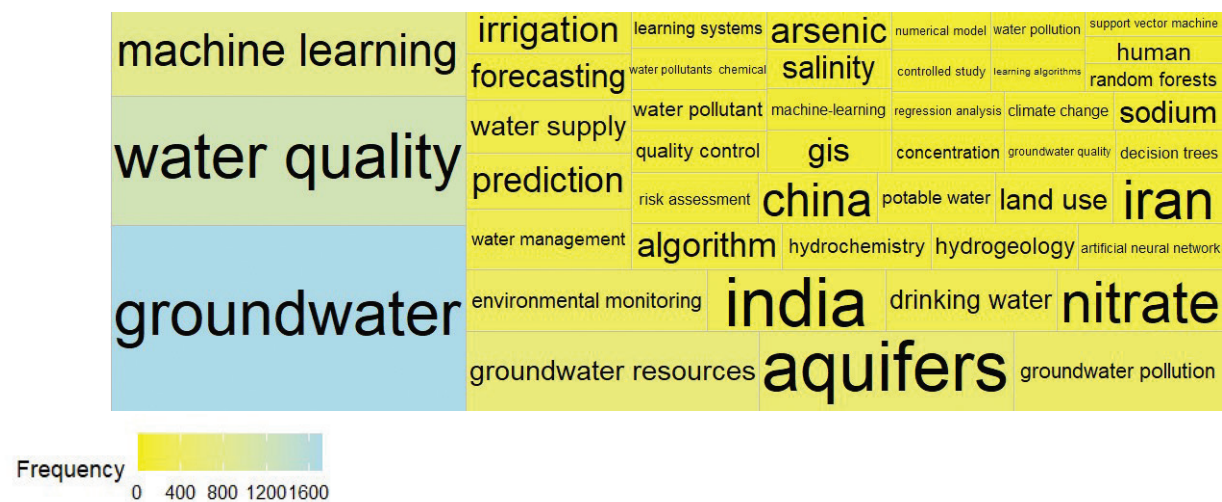 machine learning
water quality
groundwater
irrigation
forecasting
water supply
prediction
water management
environmental monitoring
groundwater resources
learning systems
water pollutants chemical
water pollutant
quality control
risk assessment
algorithm
arsenic
salinity
machine-learning
gis
china
hydrochemistry
india
aquifers
numerical model
water pollution
controlled study
learning algorithms
regression analysis
climate change
concentration
groundwater quality
potable water
land use
hydrogeology
drinking water
support vector machine
human
random forests
sodium
decision trees
iran
artificial neural network
nitrate
groundwater pollution
Frequency
0 400 800 1200 1600